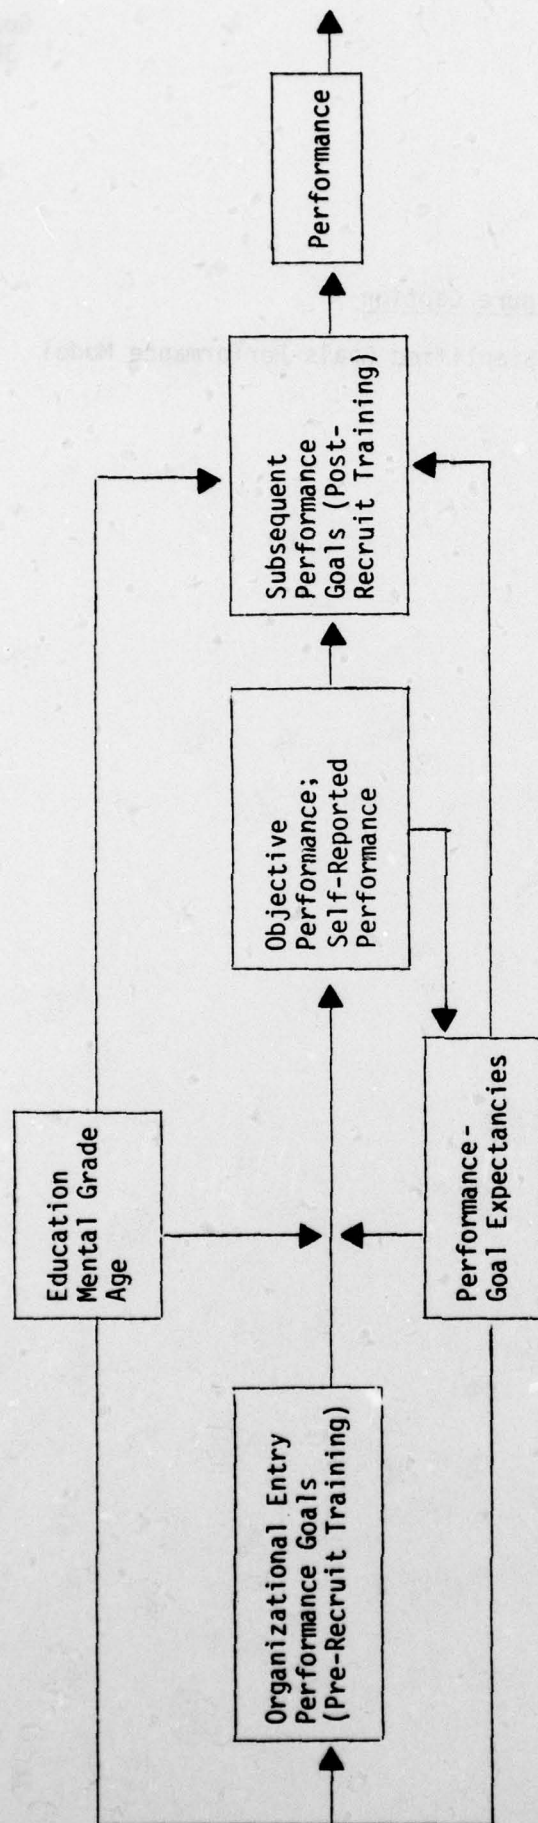 Education
Mental Grade
Age
Organizational Entry
Performance Goals
(Pre-Recruit Training)
Objective
Performance;
Self-Reported
Performance
Subsequent
Performance
Goals (Post-
Recruit Training)
Performance
Performance-
Goal Expectancies